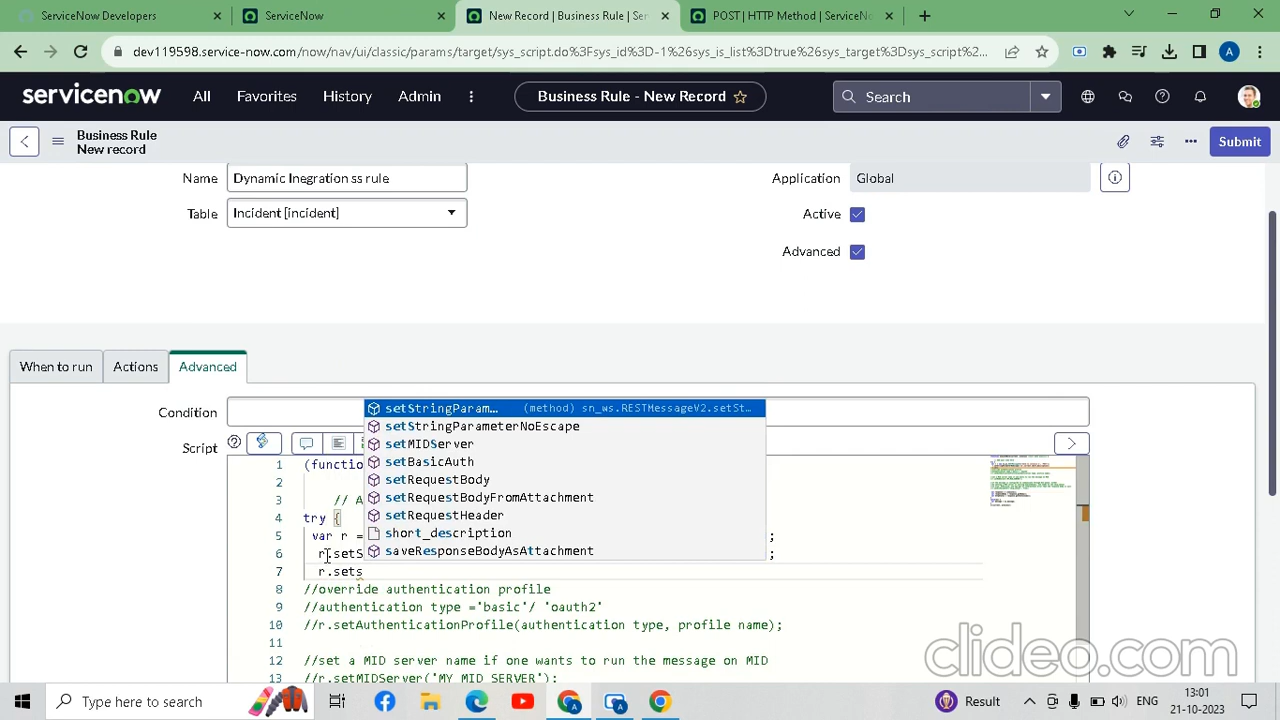 ServiceNow Developers
ServiceNow
New Record | Business Rule | Ser
POST | HTTP Method | ServiceNo
dev119598.service-now.com/now/nav/ui/classic/params/target/sys_script.do%3Fsys_id%3D-1%26sys_is_list%3Dtrue%26sys_target%3Dsys_script%2...
A
servicenow
All
Favorites
History
Admin
Business Rule - New Record
Search
Business Rule
New record
Submit
Name
Dynamic Inegration ss rule
Application
Global
Table
Incident [incident]
Active
Advanced
When to run
Actions
Advanced
Condition
Script
setStringParam... (method) sn_ws.RESTMessageV2.setSt...
setStringParameterNoEscape
setMIDServer
setBasicAuth
setRequestBody
setRequestBodyFromAttachment
setRequestHeader
short_description
saveResponseBodyAsAttachment
1 (functio
2
3 // A
4 try {
5 var r = ;
6 r.setS ;
7 r.sets
8 //override authentication profile
9 //authentication type ='basic'/ 'oauth2'
10 //r.setAuthenticationProfile(authentication type, profile name);
11
12 //set a MID server name if one wants to run the message on MID
13 //r.setMIDServer('MY_MID_SERVER');
clideo.com
Type here to search
Result
ENG
13:01
21-10-2023